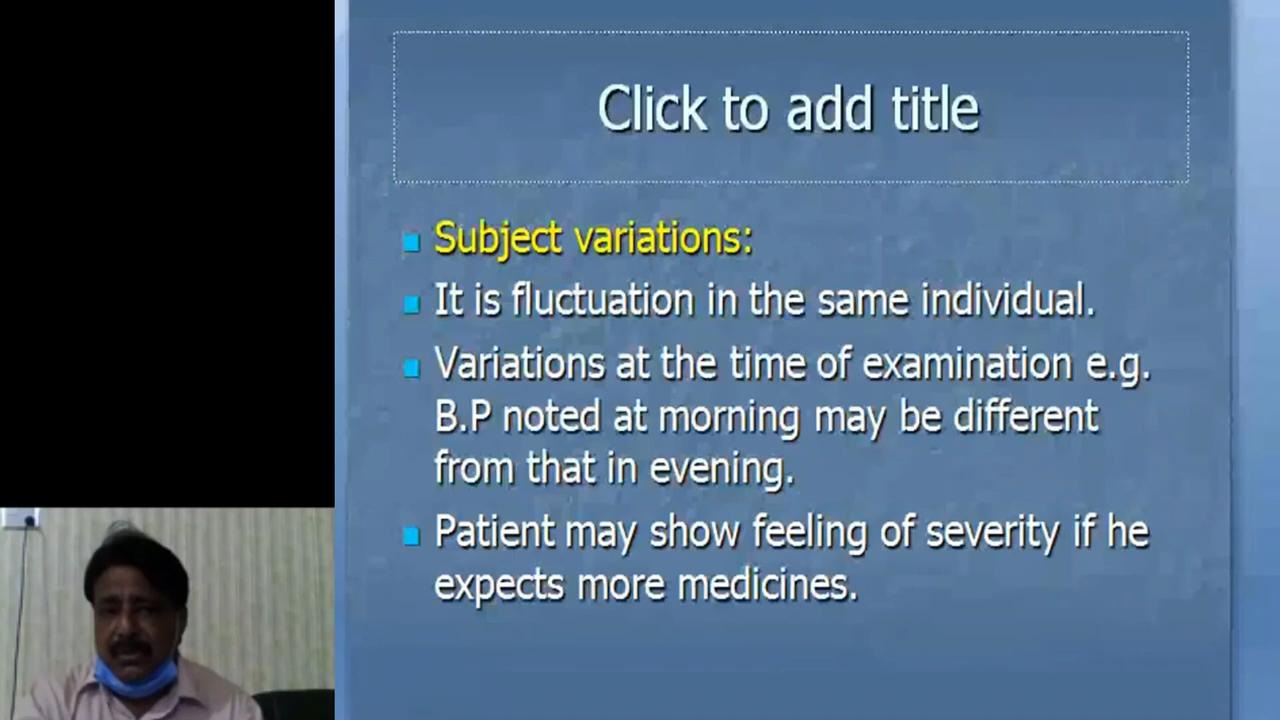 Click to add title
Subject variations:
It is fluctuation in the same individual.
Variations at the time of examination e.g.
B.P noted at morning may be different
from that in evening.
Patient may show feeling of severity if he
expects more medicines.